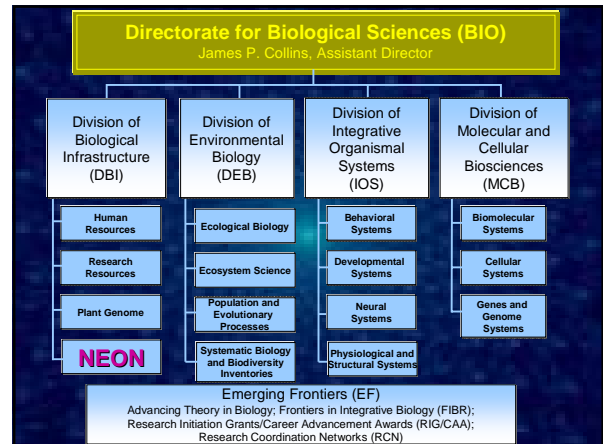 Directorate for Biological Sciences (BIO)
James P. Collins, Assistant Director
Division of
Biological
Infrastructure
(DBI)
Human
Resources
Research
Resources
Plant Genome
NEON
Division of
Environmental
Biology
(DEB)
Ecological Biology
Ecosystem Science
Population and
Evolutionary
Processes
Systematic Biology
and Biodiversity
Inventories
Division of
Integrative
Organismal
Systems
(IOS)
Behavioral
Systems
Developmental
Systems
Neural
Systems
Physiological and
Structural Systems
Division of
Molecular and
Cellular
Biosciences
(MCB)
Biomolecular
Systems
Cellular
Systems
Genes and
Genome
Systems
Emerging Frontiers (EF)
Advancing Theory in Biology; Frontiers in Integrative Biology (FIBR);
Research Initiation Grants/Career Advancement Awards (RIG/CAA);
Research Coordination Networks (RCN)